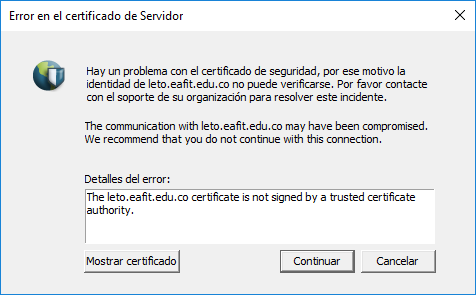 Error en el certificado de Servidor
Hay un problema con el certificado de seguridad, por ese motivo la
identidad de leto.eafit.edu.co no puede verificarse. Por favor contacte
con el soporte de su organización para resolver este incidente.
The communication with leto.eafit.edu.co may have been compromised.
We recommend that you do not continue with this connection.
Detalles del error:
The leto.eafit.edu.co certificate is not signed by a trusted certificate
authority.
Mostrar certificado
Continuar
Cancelar